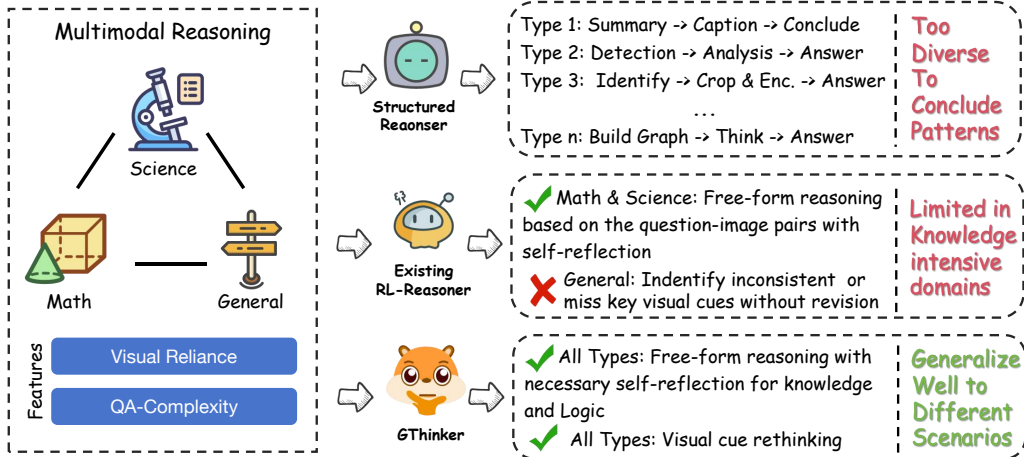 Multimodal Reasoning
Science
Math
General
Features
Visual Reliance
QA-Complexity
Structured
Reaonser
Type 1: Summary -> Caption -> Conclude
Type 2: Detection -> Analysis -> Answer
Type 3: Identify -> Crop & Enc. -> Answer
...
Type n: Build Graph -> Think -> Answer
Too
Diverse
To
Conclude
Patterns
Existing
RL-Reasoner
Math & Science: Free-form reasoning
based on the question-image pairs with
self-reflection
General: Indentify inconsistent or
miss key visual cues without revision
Limited in
Knowledge
intensive
domains
GThinker
All Types: Free-form reasoning with
necessary self-reflection for knowledge
and Logic
All Types: Visual cue rethinking
Generalize
Well to
Different
Scenarios